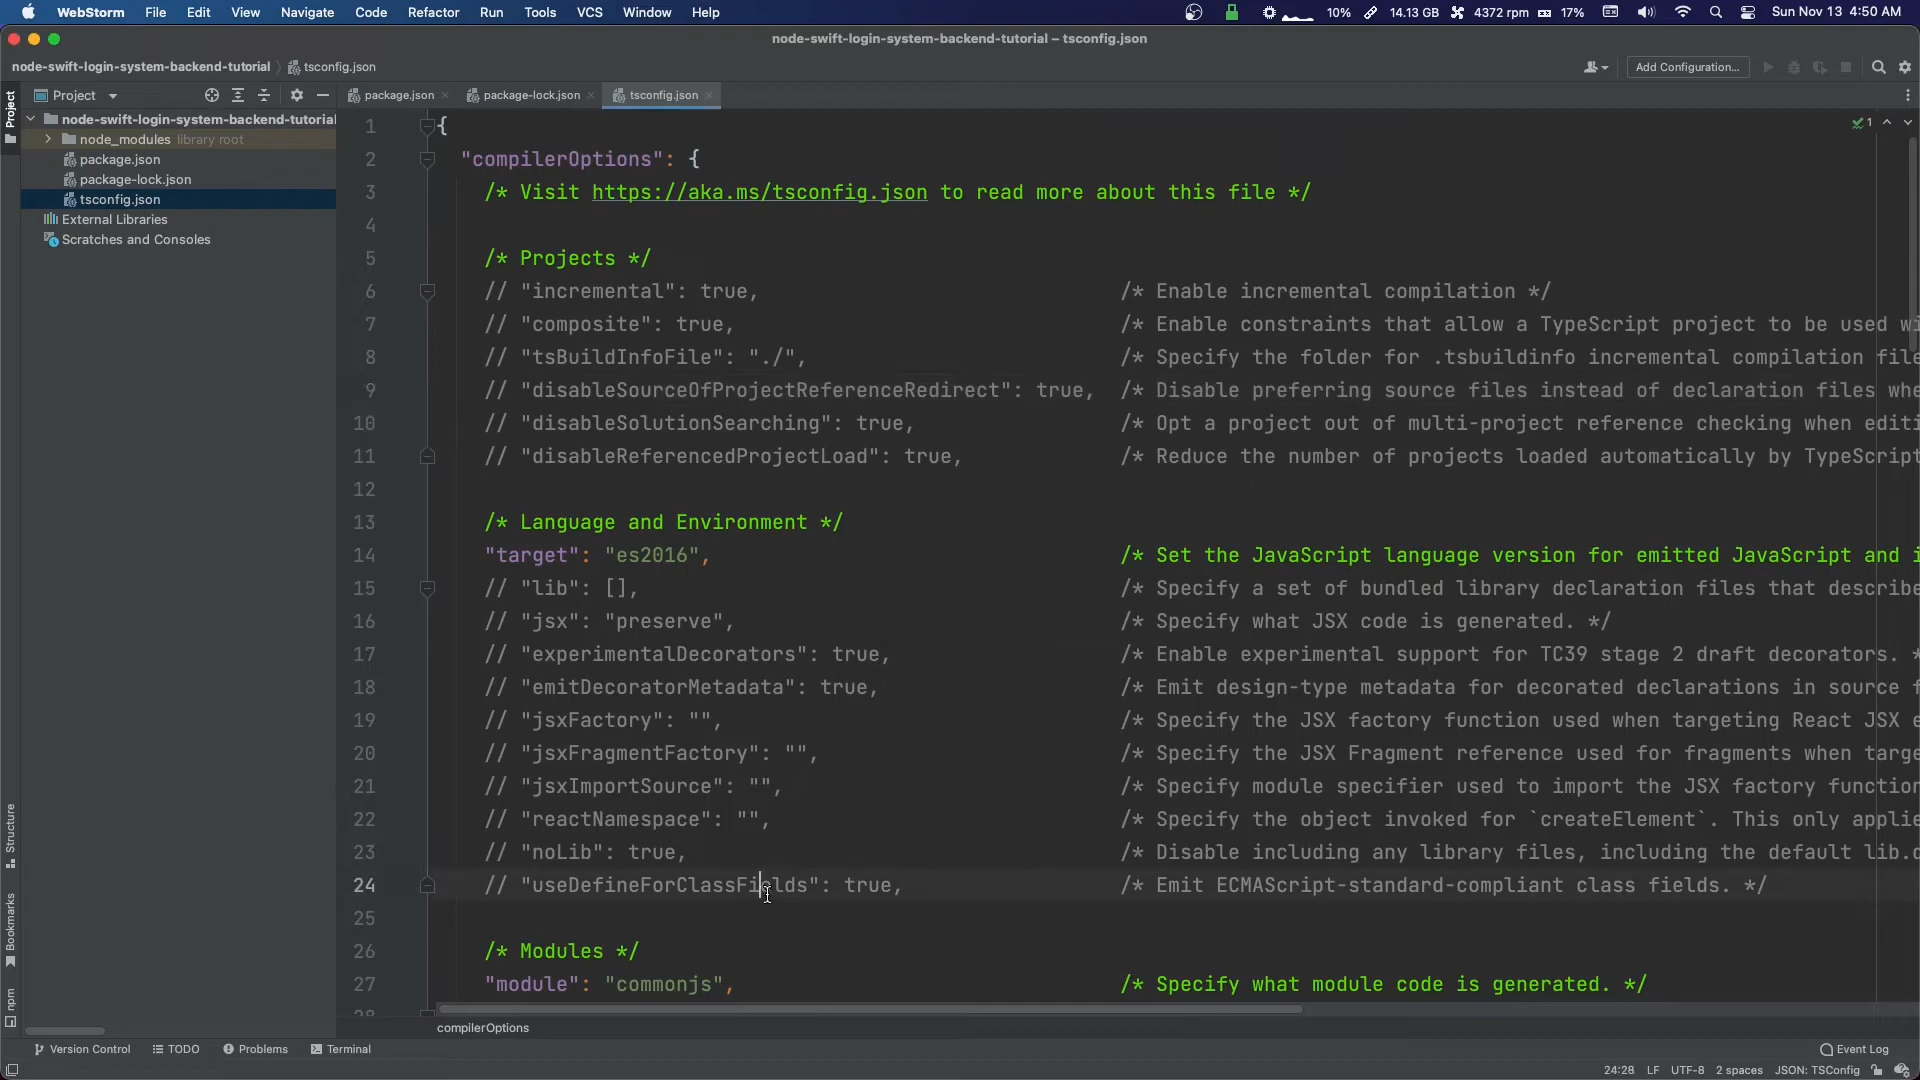 WebStorm File Edit View Navigate Code Refactor Run Tools VCS Window Help 10% 14.13 GB 4372 rpm 17% Sun Nov 13 4:50 AM
node-swift-login-system-backend-tutorial – tsconfig.json
node-swift-login-system-backend-tutorial tsconfig.json Add Configuration...
Project package.json package-lock.json tsconfig.json
Project
node-swift-login-system-backend-tutorial
node_modules library root
package.json
package-lock.json
tsconfig.json
External Libraries
Scratches and Consoles
1
1 {
2 "compilerOptions": {
3 /* Visit https://aka.ms/tsconfig.json to read more about this file */
4
5 /* Projects */
6 // "incremental": true, /* Enable incremental compilation */
7 // "composite": true, /* Enable constraints that allow a TypeScript project to be used wi
8 // "tsBuildInfoFile": "./", /* Specify the folder for .tsbuildinfo incremental compilation file
9 // "disableSourceOfProjectReferenceRedirect": true, /* Disable preferring source files instead of declaration files whe
10 // "disableSolutionSearching": true, /* Opt a project out of multi-project reference checking when editi
11 // "disableReferencedProjectLoad": true, /* Reduce the number of projects loaded automatically by TypeScript
12
13 /* Language and Environment */
14 "target": "es2016", /* Set the JavaScript language version for emitted JavaScript and i
15 // "lib": [], /* Specify a set of bundled library declaration files that describe
16 // "jsx": "preserve", /* Specify what JSX code is generated. */
17 // "experimentalDecorators": true, /* Enable experimental support for TC39 stage 2 draft decorators. *
18 // "emitDecoratorMetadata": true, /* Emit design-type metadata for decorated declarations in source f
19 // "jsxFactory": "", /* Specify the JSX factory function used when targeting React JSX e
20 // "jsxFragmentFactory": "", /* Specify the JSX Fragment reference used for fragments when targe
21 // "jsxImportSource": "", /* Specify module specifier used to import the JSX factory function
22 // "reactNamespace": "", /* Specify the object invoked for `createElement`. This only applie
23 // "noLib": true, /* Disable including any library files, including the default lib.d
24 // "useDefineForClassFields": true, /* Emit ECMAScript-standard-compliant class fields. */
25
26 /* Modules */
27 "module": "commonjs", /* Specify what module code is generated. */
28
Structure
Bookmarks
npm
compilerOptions
Version Control TODO Problems Terminal Event Log
24:28 LF UTF-8 2 spaces JSON: TSConfig